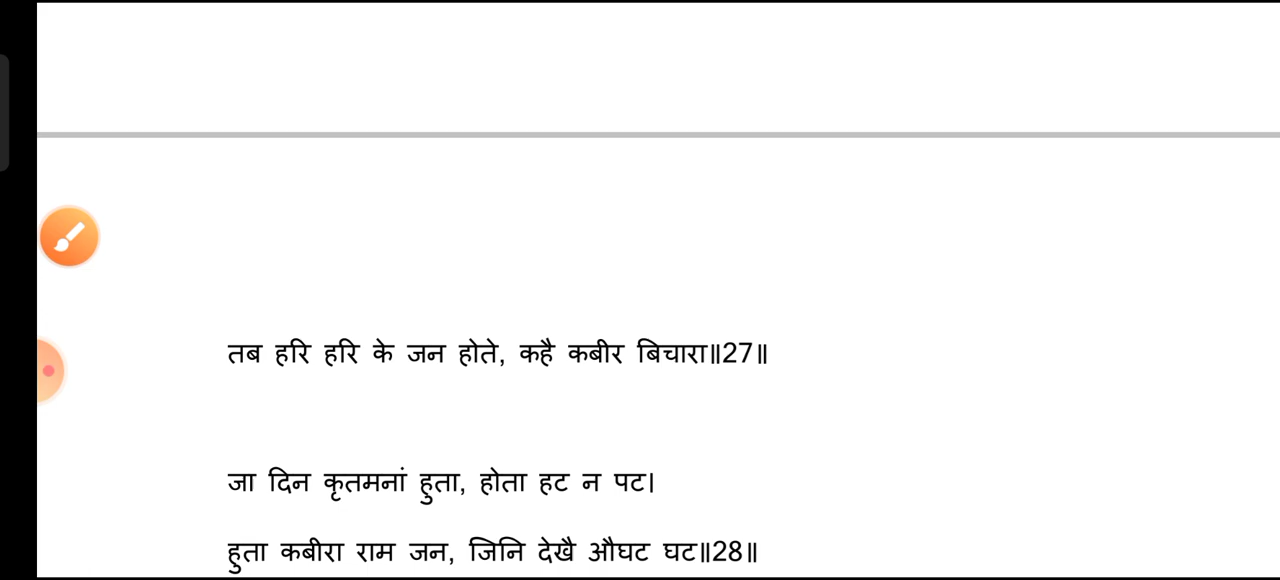 तब हरि हरि के जन होते, कहै कबीर बिचारा॥27॥
जा दिन कृतमनां हुता, होता हट न पट।
हुता कबीरा राम जन, जिनि देखै औघट घट॥28॥